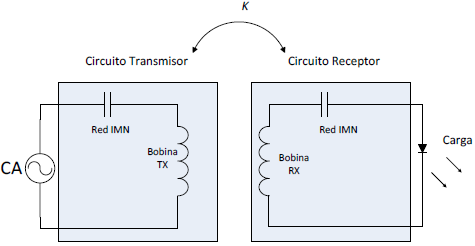 K
Circuito Transmisor
Circuito Receptor
Red IMN
Red IMN
Bobina
TX
Bobina
RX
CA
Carga